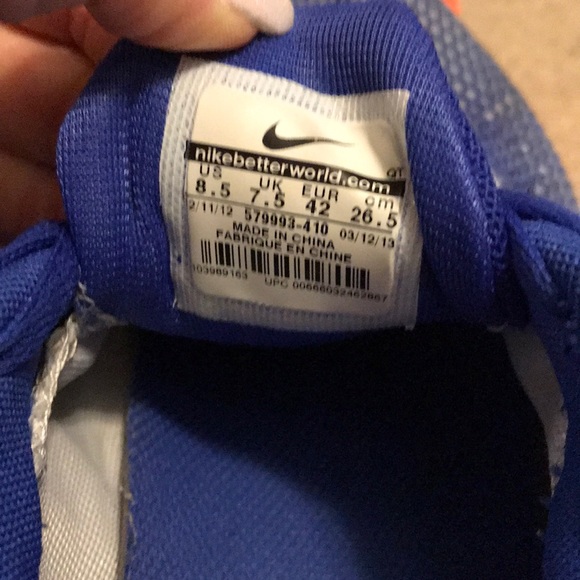 nikebetterworld.com
QT
US UK EUR cm
8.5 7.5 42 26.5
2/11/12 579993-410 03/12/13
MADE IN CHINA
FABRIQUE EN CHINE
UPC 00666032462867